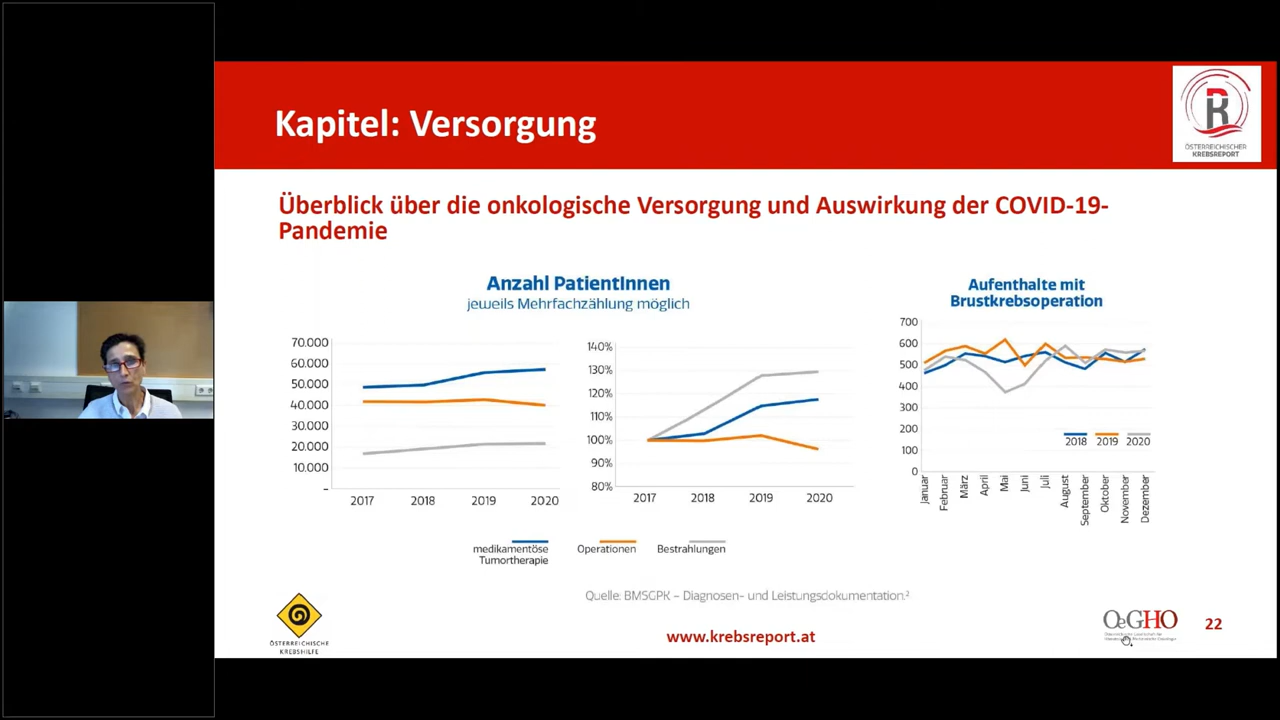 Kapitel: Versorgung
ÖSTERREICHISCHER
KREBSREPORT
Überblick über die onkologische Versorgung und Auswirkung der COVID-19-
Pandemie
Anzahl PatientInnen
jeweils Mehrfachzählung möglich
70.000
60.000
50.000
40.000
30.000
20.000
10.000
–
2017 2018 2019 2020
140%
130%
120%
110%
100%
90%
80%
2017 2018 2019 2020
medikamentöse
Tumortherapie
Operationen
Bestrahlungen
Aufenthalte mit
Brustkrebsoperation
700
600
500
400
300
200
100
0
2018 2019 2020
Januar
Februar
März
April
Mai
Juni
Juli
August
September
Oktober
November
Dezember
Quelle: BMSGPK – Diagnosen- und Leistungsdokumentation.²
ÖSTERREICHISCHE
KREBSHILFE
www.krebsreport.at
OeGHO
22